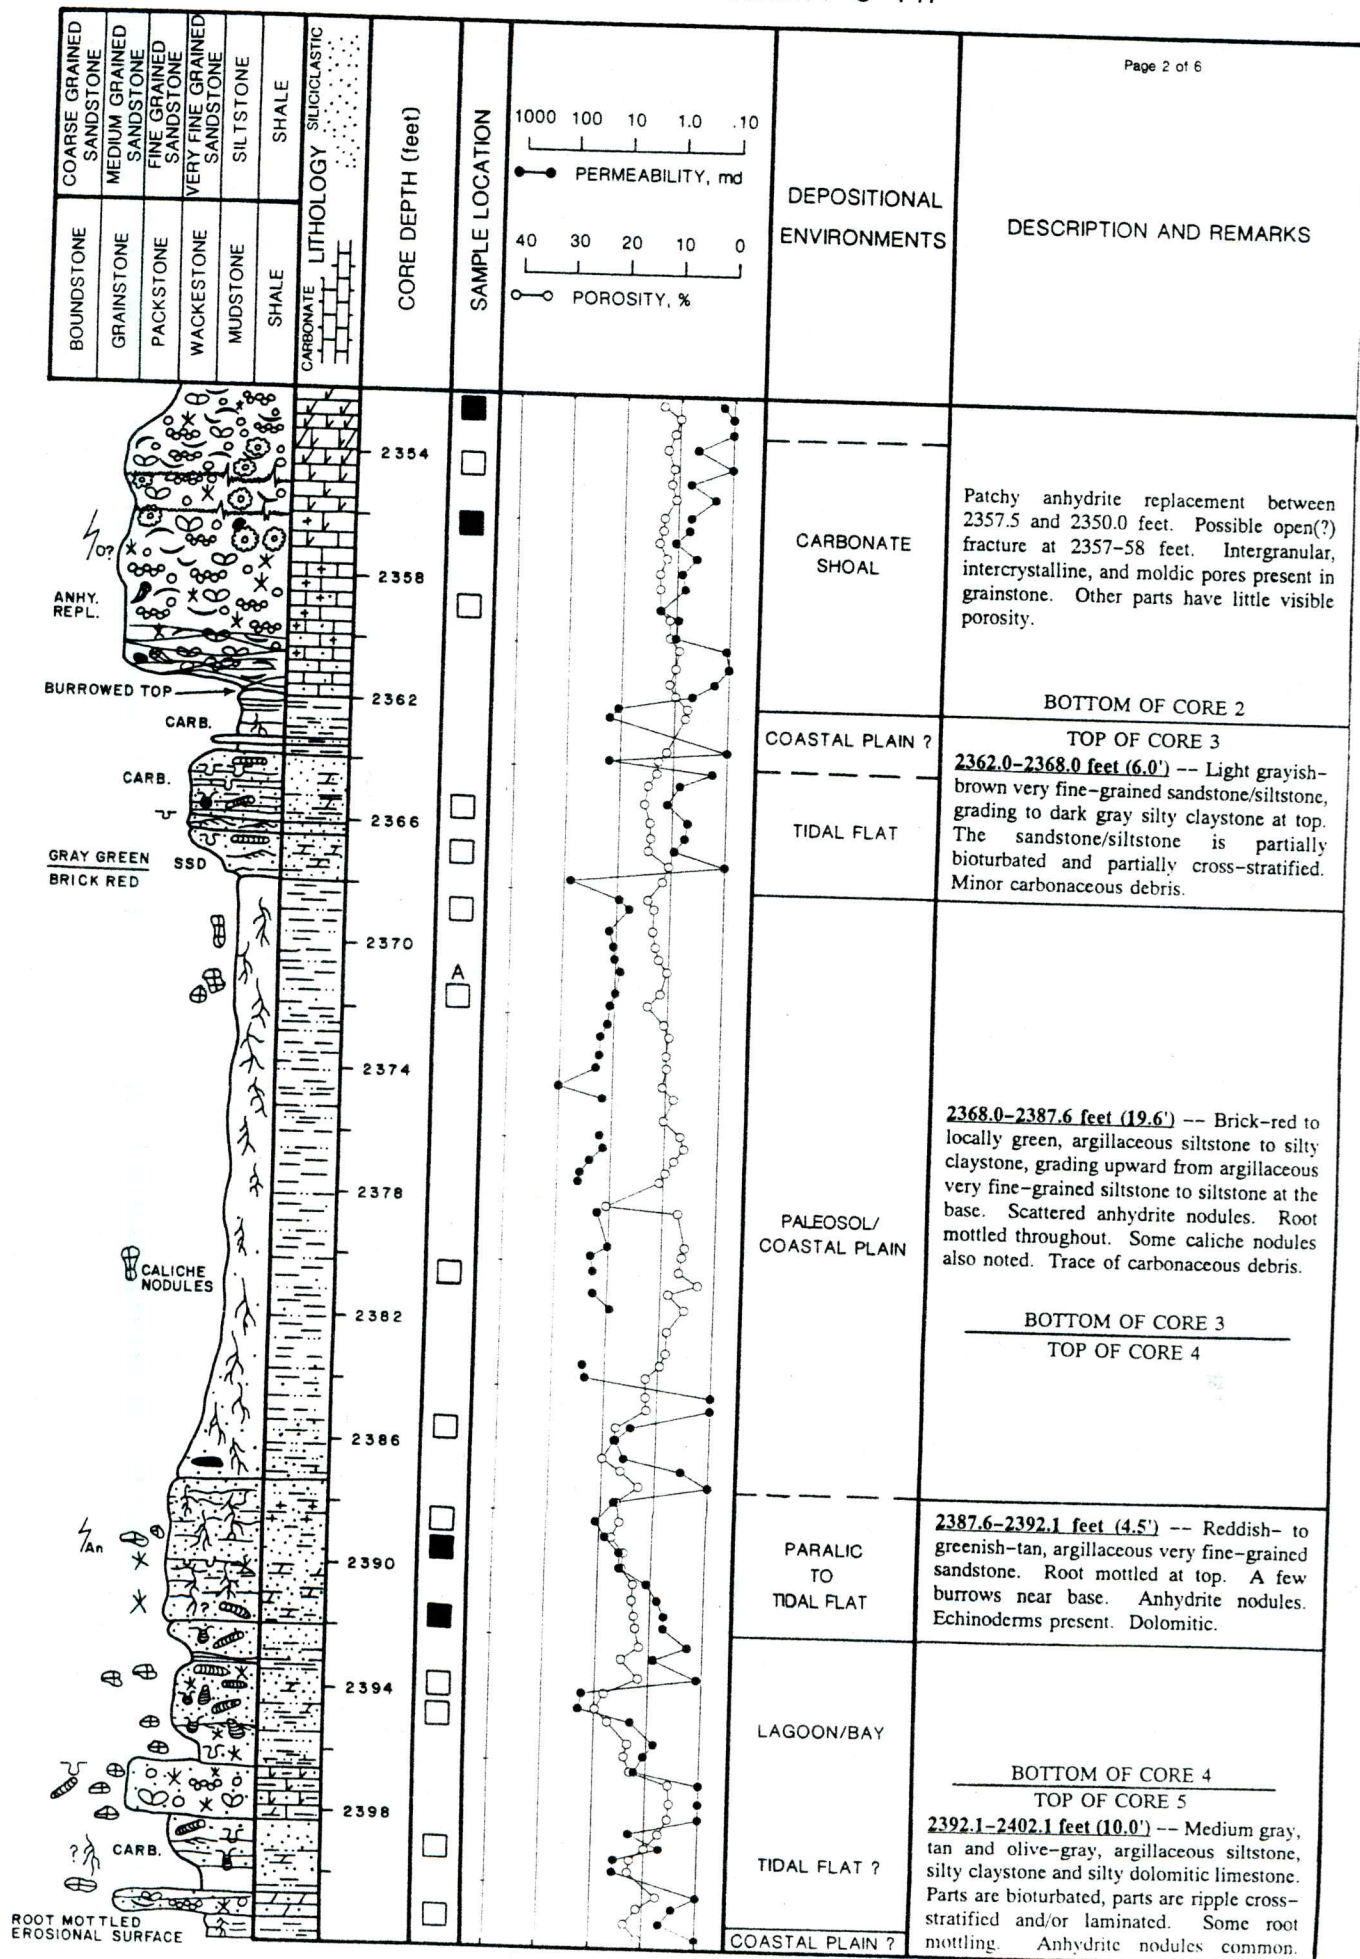 Page 2 of 6
COARSE GRAINED
SANDSTONE
MEDIUM GRAINED
SANDSTONE
FINE GRAINED
SANDSTONE
VERY FINE GRAINED
SANDSTONE
SILTSTONE
SHALE
BOUNDSTONE
GRAINSTONE
PACKSTONE
WACKESTONE
MUDSTONE
SHALE
LITHOLOGY
SILICICLASTIC
CARBONATE
CORE DEPTH (feet)
SAMPLE LOCATION
1000 100 10 1.0 .10
PERMEABILITY, md
40 30 20 10 0
POROSITY, %
DEPOSITIONAL
ENVIRONMENTS
DESCRIPTION AND REMARKS
2354
O?
2358
ANHY.
REPL.
BURROWED TOP
2362
CARB.
CARB.
2366
SSD
GRAY GREEN
BRICK RED
2370
A
2374
2378
CALICHE
NODULES
2382
2386
An
2390
?
2394
2398
? CARB.
ROOT MOTTLED
EROSIONAL SURFACE
CARBONATE
SHOAL
COASTAL PLAIN ?
TIDAL FLAT
PALEOSOL/
COASTAL PLAIN
PARALIC
TO
TIDAL FLAT
LAGOON/BAY
TIDAL FLAT ?
COASTAL PLAIN ?
Patchy anhydrite replacement between
2357.5 and 2350.0 feet. Possible open(?)
fracture at 2357-58 feet. Intergranular,
intercrystalline, and moldic pores present in
grainstone. Other parts have little visible
porosity.
BOTTOM OF CORE 2
TOP OF CORE 3
2362.0-2368.0 feet (6.0') -- Light grayish-
brown very fine-grained sandstone/siltstone,
grading to dark gray silty claystone at top.
The sandstone/siltstone is partially
bioturbated and partially cross-stratified.
Minor carbonaceous debris.
2368.0-2387.6 feet (19.6') -- Brick-red to
locally green, argillaceous siltstone to silty
claystone, grading upward from argillaceous
very fine-grained siltstone to siltstone at the
base. Scattered anhydrite nodules. Root
mottled throughout. Some caliche nodules
also noted. Trace of carbonaceous debris.
BOTTOM OF CORE 3
TOP OF CORE 4
2387.6-2392.1 feet (4.5') -- Reddish- to
greenish-tan, argillaceous very fine-grained
sandstone. Root mottled at top. A few
burrows near base. Anhydrite nodules.
Echinoderms present. Dolomitic.
BOTTOM OF CORE 4
TOP OF CORE 5
2392.1-2402.1 feet (10.0') -- Medium gray,
tan and olive-gray, argillaceous siltstone,
silty claystone and silty dolomitic limestone.
Parts are bioturbated, parts are ripple cross-
stratified and/or laminated. Some root
mottling. Anhydrite nodules common.